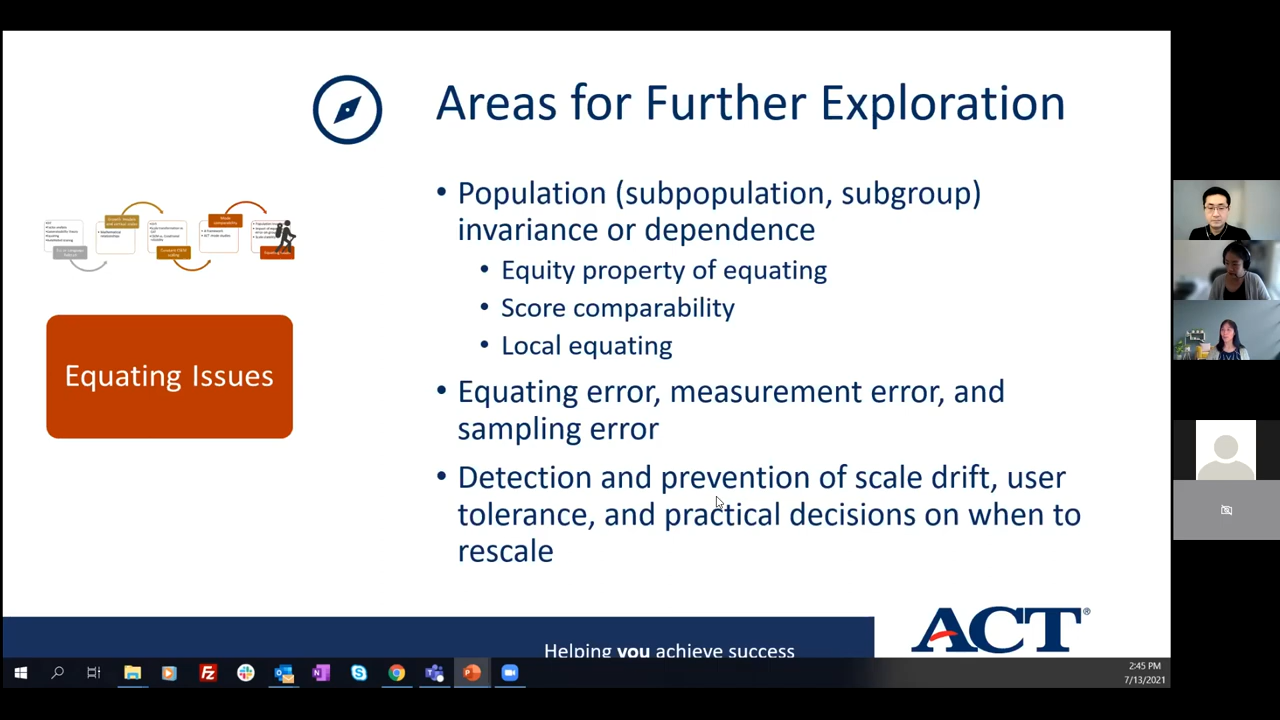 Areas for Further Exploration
• Population (subpopulation, subgroup)
invariance or dependence
• Equity property of equating
• Score comparability
• Local equating
• Equating error, measurement error, and
sampling error
• Detection and prevention of scale drift, user
tolerance, and practical decisions on when to
rescale
Equating Issues
Helping you achieve success
ACT®
2:45 PM
7/13/2021